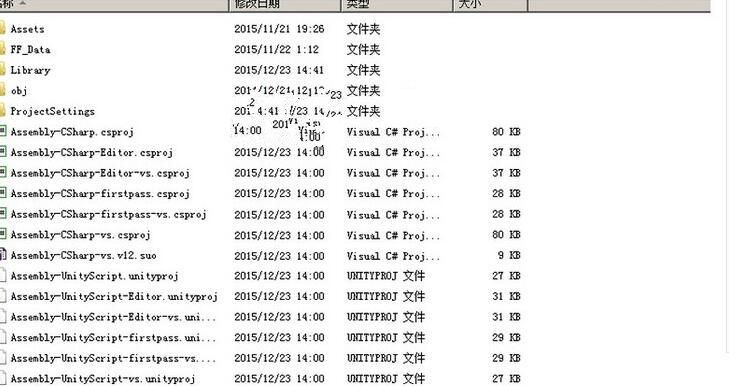 名称 修改日期 类型 大小
Assets 2015/11/21 19:26 文件夹
FF_Data 2015/11/22 1:12 文件夹
Library 2015/12/23 14:41 文件夹
obj 文件夹
ProjectSettings 文件夹
Assembly-CSharp.csproj 14:00 Visual C# Proj... 80 KB
Assembly-CSharp-Editor.csproj 2015/12/23 14:00 Visual C# Proj... 37 KB
Assembly-CSharp-Editor-vs.csproj 2015/12/23 14:00 Visual C# Proj... 37 KB
Assembly-CSharp-firstpass.csproj 2015/12/23 14:00 Visual C# Proj... 28 KB
Assembly-CSharp-firstpass-vs.csproj 2015/12/23 14:00 Visual C# Proj... 28 KB
Assembly-CSharp-vs.csproj 2015/12/23 14:00 Visual C# Proj... 80 KB
Assembly-CSharp-vs.v12.suo 2015/12/23 14:00 Visual C# Proj... 9 KB
Assembly-UnityScript.unityproj 2015/12/23 14:00 UNITYPROJ 文件 27 KB
Assembly-UnityScript-Editor.unityproj 2015/12/23 14:00 UNITYPROJ 文件 31 KB
Assembly-UnityScript-Editor-vs.uni... 2015/12/23 14:00 UNITYPROJ 文件 31 KB
Assembly-UnityScript-firstpass.uni... 2015/12/23 14:00 UNITYPROJ 文件 29 KB
Assembly-UnityScript-firstpass-vs.... 2015/12/23 14:00 UNITYPROJ 文件 29 KB
Assembly-UnityScript-vs.unityproj 2015/12/23 14:00 UNITYPROJ 文件 27 KB